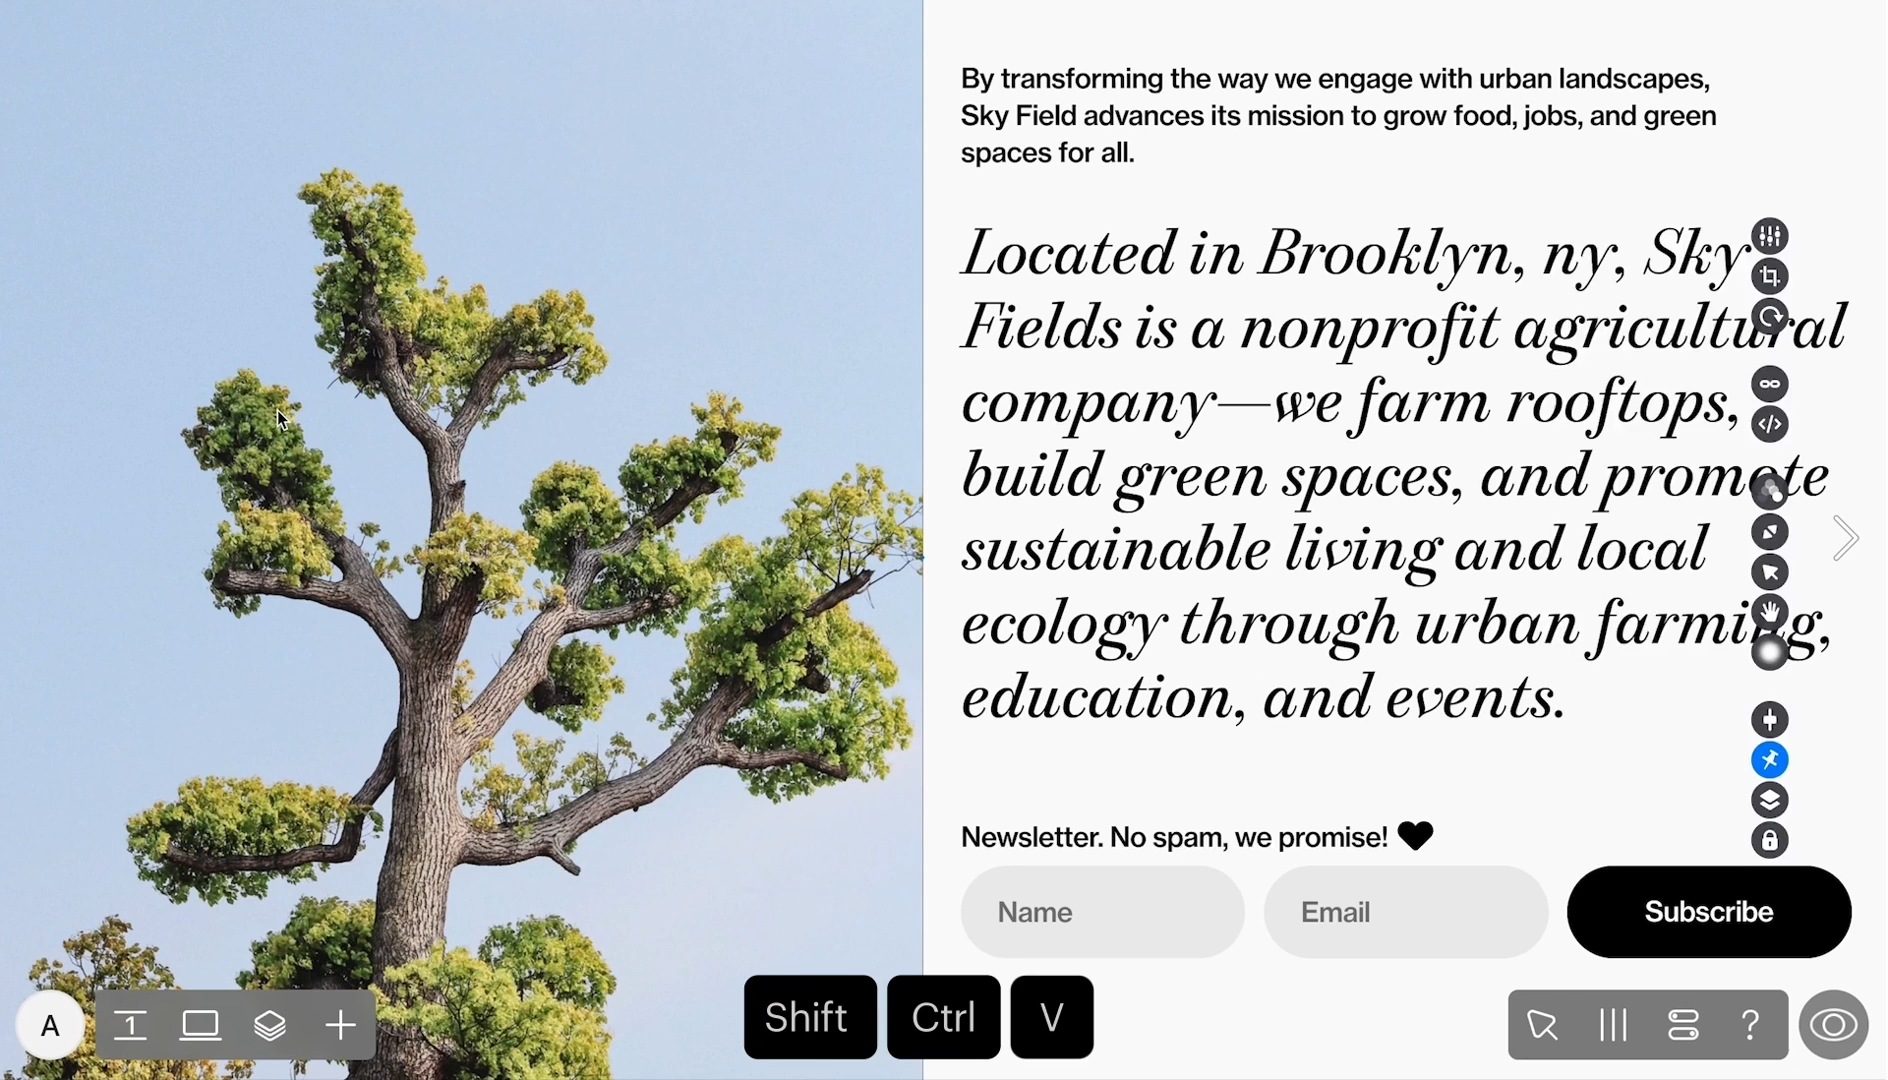 By transforming the way we engage with urban landscapes,
Sky Field advances its mission to grow food, jobs, and green
spaces for all.
Located in Brooklyn, ny, Sky
Fields is a nonprofit agricultural
company—we farm rooftops,
build green spaces, and promote
sustainable living and local
ecology through urban farming,
education, and events.
Newsletter. No spam, we promise! 🖤
Name
Email
Subscribe
Shift
Ctrl
V
A
1
?